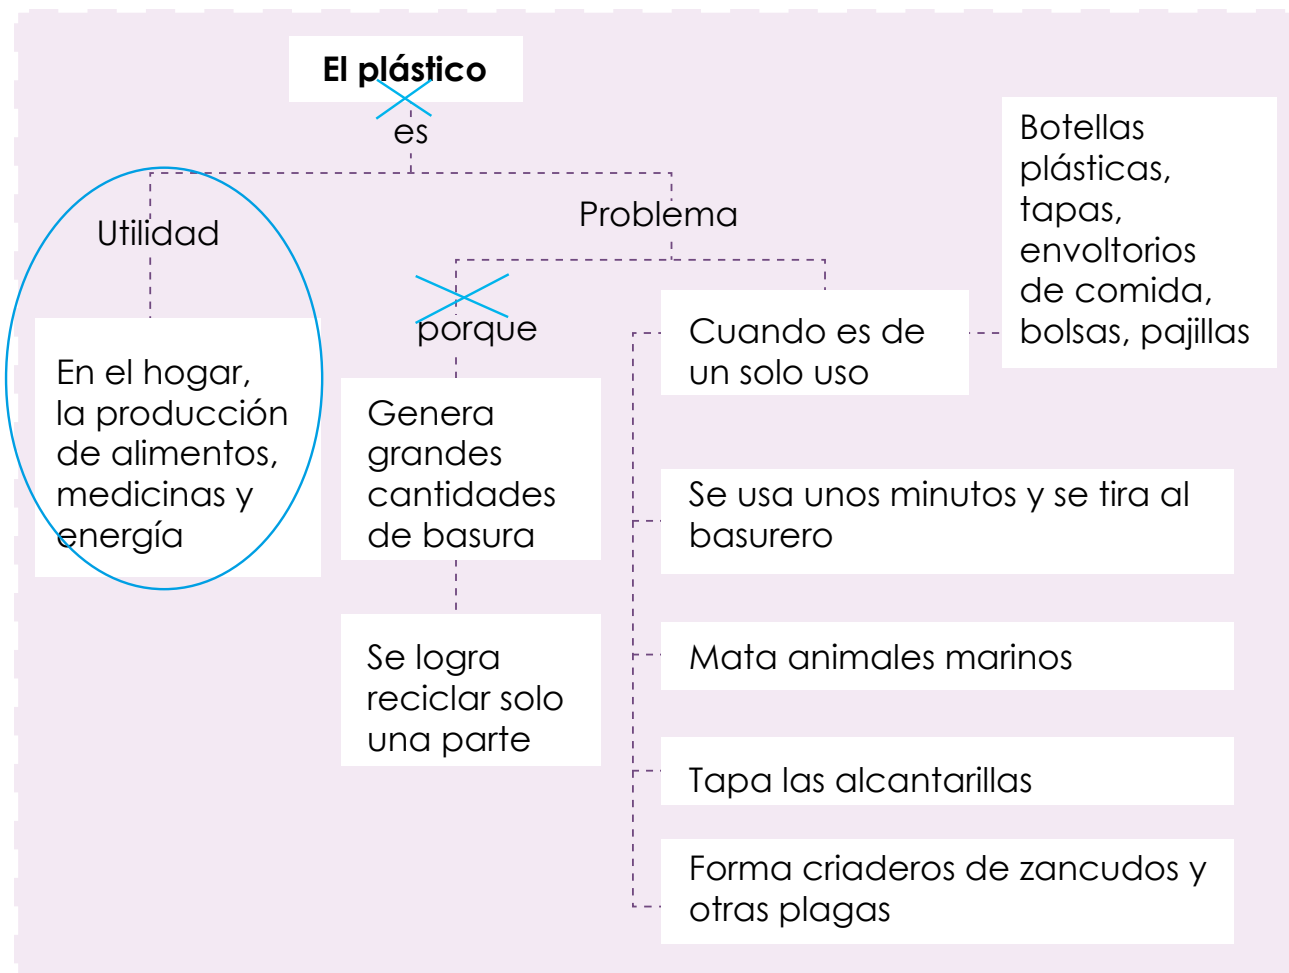 El plástico
es
Utilidad
En el hogar,
la producción
de alimentos,
medicinas y
energía
Problema
porque
Genera
grandes
cantidades
de basura
Se logra
reciclar solo
una parte
Cuando es de
un solo uso
Botellas
plásticas,
tapas,
envoltorios
de comida,
bolsas, pajillas
Se usa unos minutos y se tira al
basurero
Mata animales marinos
Tapa las alcantarillas
Forma criaderos de zancudos y
otras plagas